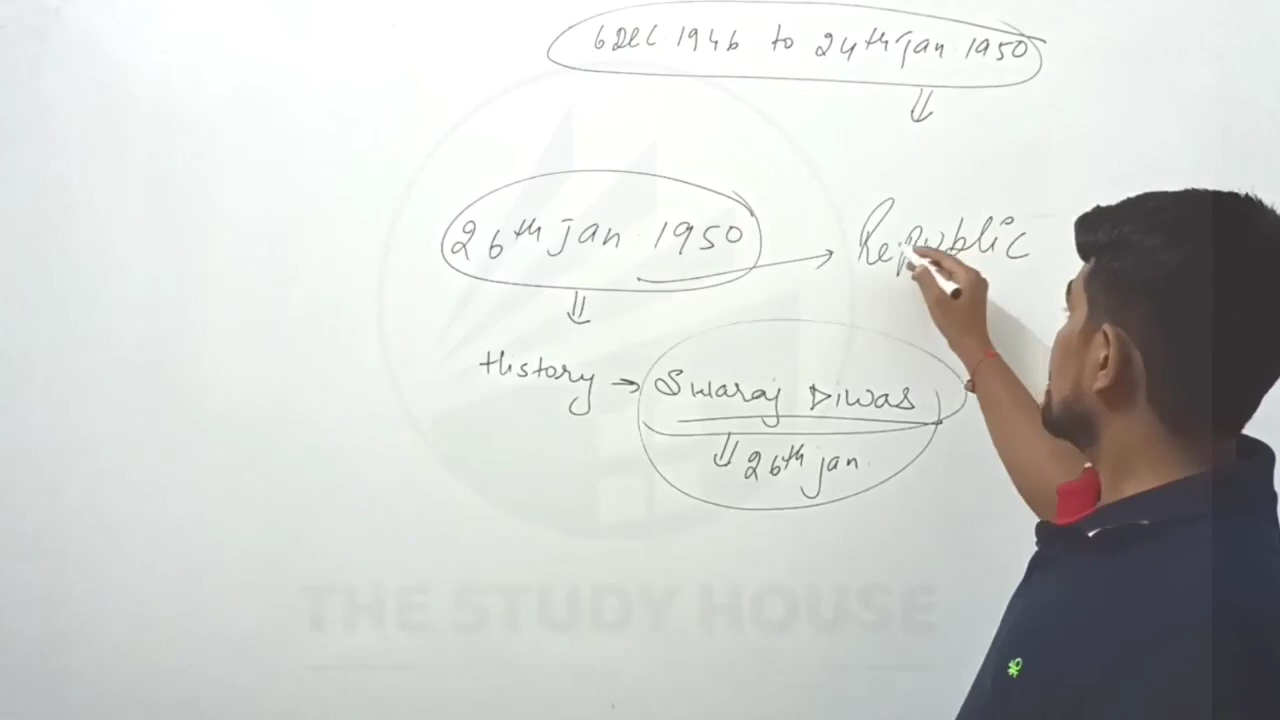 6 Dec 1946 to 24th Jan 1950
26th Jan 1950 → Republic
History → Swaraj Diwas
26th Jan
THE STUDY HOUSE